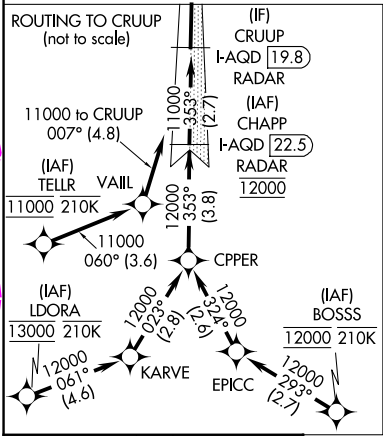 ROUTING TO CRUUP
(not to scale)
(IF)
CRUUP
I-AQD 19.8
RADAR
11000
353°
(2.7)
11000 to CRUUP
007° (4.8)
(IAF)
CHAPP
I-AQD 22.5
RADAR
12000
(IAF)
TELLR
11000 210K
VAIIL
11000
060° (3.6)
12000
353°
(3.8)
CPPER
(IAF)
LDORA
13000 210K
12000
061°
(4.6)
12000
023°
(2.8)
KARVE
12000
324°
(2.6)
EPICC
(IAF)
BOSSS
12000 210K
12000
293°
(2.7)